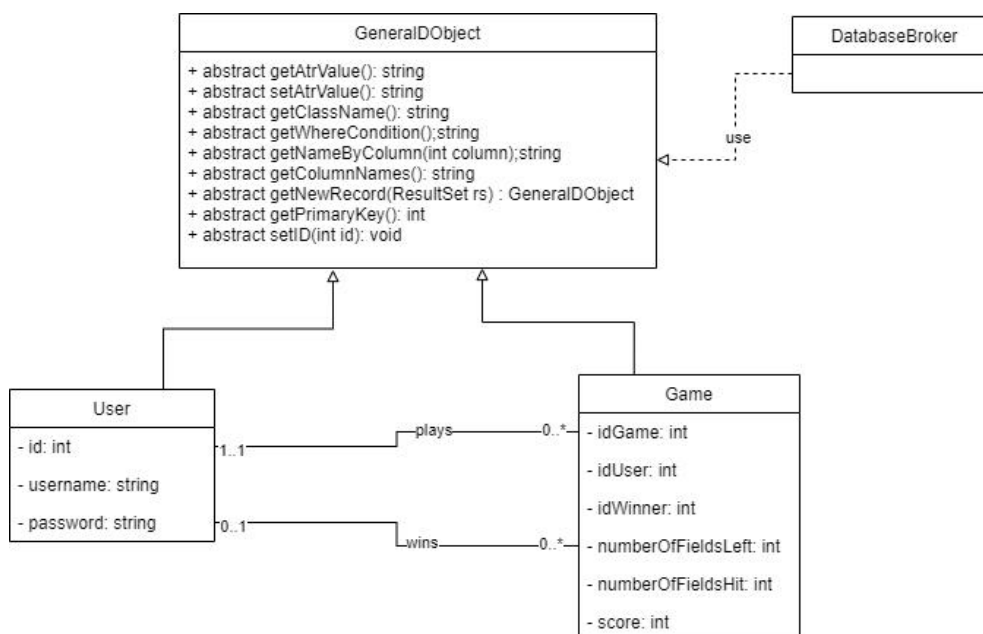 GeneralDObject
+ abstract getAtrValue(): string
+ abstract setAtrValue(): string
+ abstract getClassName(): string
+ abstract getWhereCondition();string
+ abstract getNameByColumn(int column);string
+ abstract getColumnNames(): string
+ abstract getNewRecord(ResultSet rs) : GeneralDObject
+ abstract getPrimaryKey(): int
+ abstract setID(int id): void
DatabaseBroker
use
User
- id: int
- username: string
- password: string
1..1
plays
0..*
0..1
wins
0..*
Game
- idGame: int
- idUser: int
- idWinner: int
- numberOfFieldsLeft: int
- numberOfFieldsHit: int
- score: int